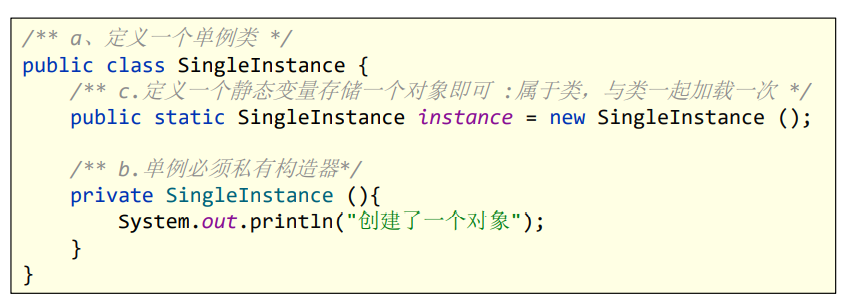 /** a、定义一个单例类 */
public class SingleInstance {
/** c.定义一个静态变量存储一个对象即可 :属于类，与类一起加载一次 */
public static SingleInstance instance = new SingleInstance ();
/** b.单例必须私有构造器*/
private SingleInstance (){
System.out.println("创建了一个对象");
}
}